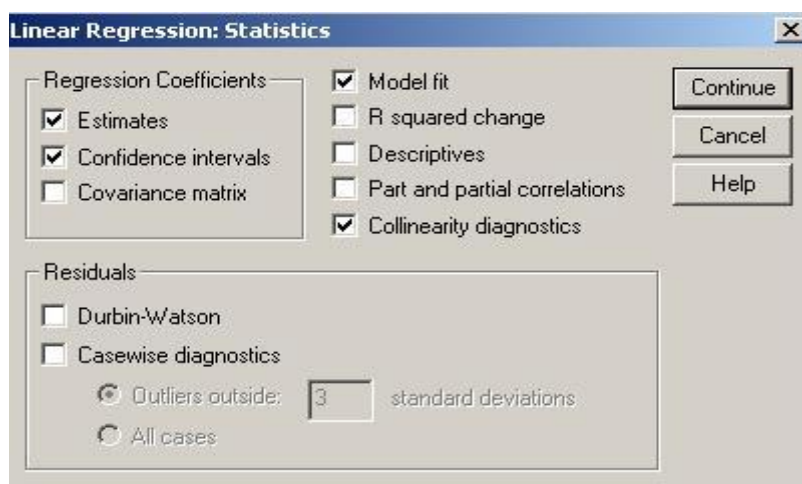 Linear Regression: Statistics
Regression Coefficients
Estimates
Confidence intervals
Covariance matrix
Model fit
R squared change
Descriptives
Part and partial correlations
Collinearity diagnostics
Continue
Cancel
Help
Residuals
Durbin-Watson
Casewise diagnostics
Outliers outside: 3 standard deviations
All cases